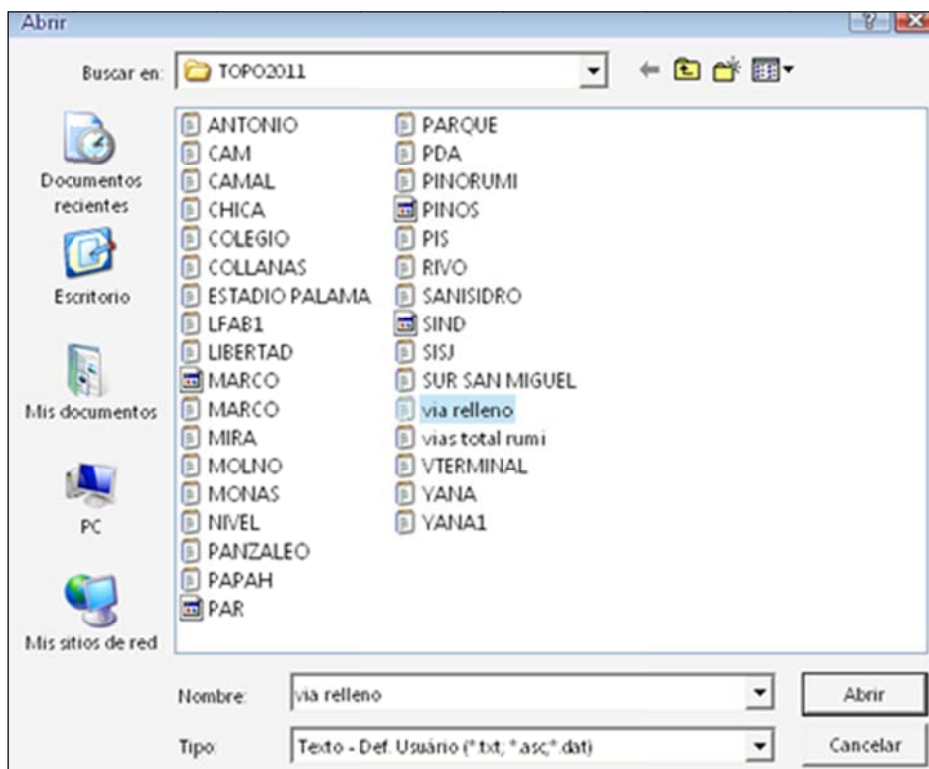 Abrir
Buscar en: TOPO2011
Documentos recientes
Escritorio
Mis documentos
PC
Mis sitios de red
ANTONIO
CAM
CAMAL
CHICA
COLEGIO
COLLANAS
ESTADIO PALAMA
LFAB1
LIBERTAD
MARCO
MARCO
MIRA
MOLNO
MONAS
NIVEL
PANZALEO
PAPAH
PAR
PARQUE
PDA
PINORUMI
PINOS
PIS
RIVO
SANISIDRO
SIND
SISJ
SUR SAN MIGUEL
via relleno
vias total rumi
VTERMINAL
YANA
YANA1
Nombre: via relleno
Abrir
Tipo: Texto - Def. Usuário (*.txt; *.asc;*.dat)
Cancelar